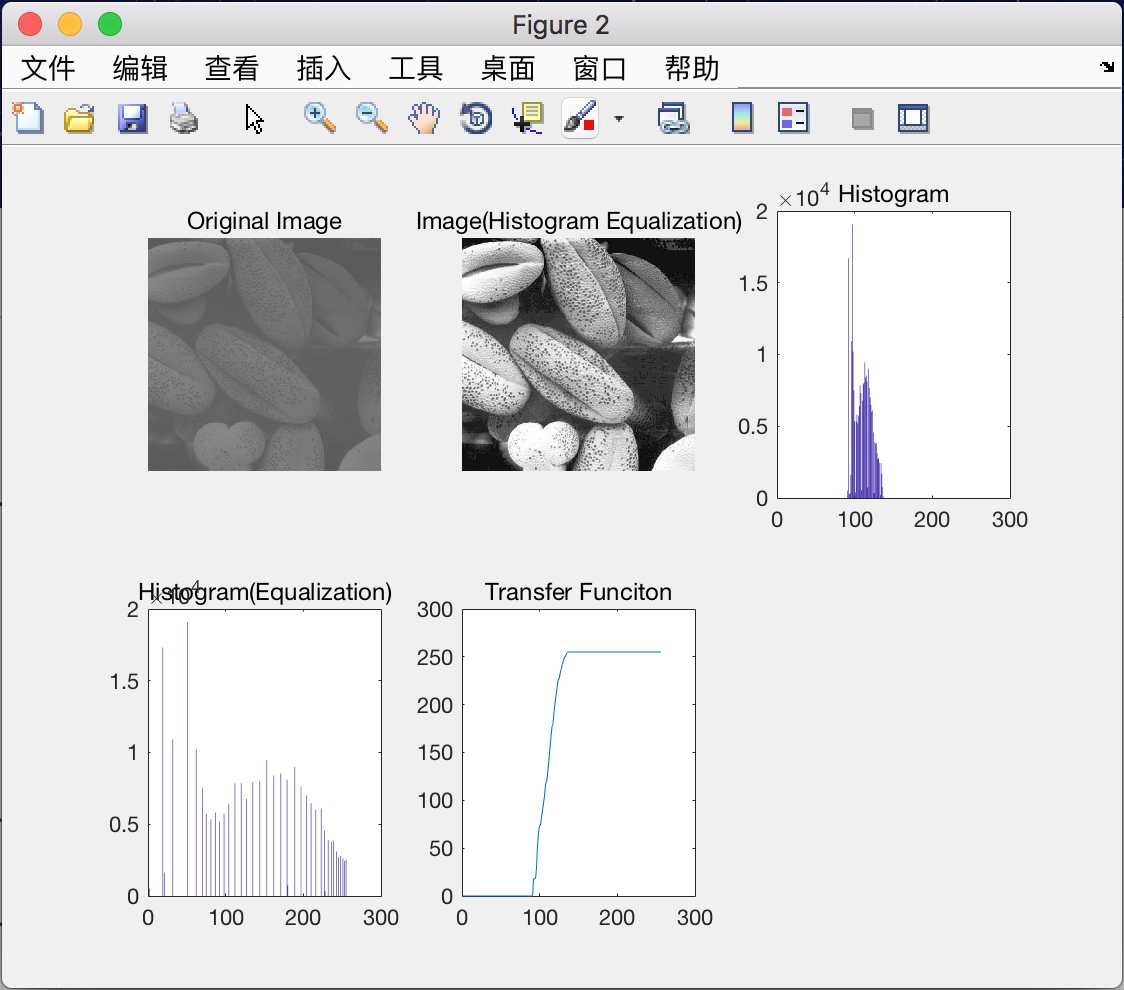 Figure 2
文件 编辑 查看 插入 工具 桌面 窗口 帮助
Original Image
Image(Histogram Equalization)
×10^4 Histogram
2
1.5
1
0.5
0
0 100 200 300
Histogram(Equalization)
×10^4
2
1.5
1
0.5
0
0 100 200 300
Transfer Funciton
300
250
200
150
100
50
0
0 100 200 300